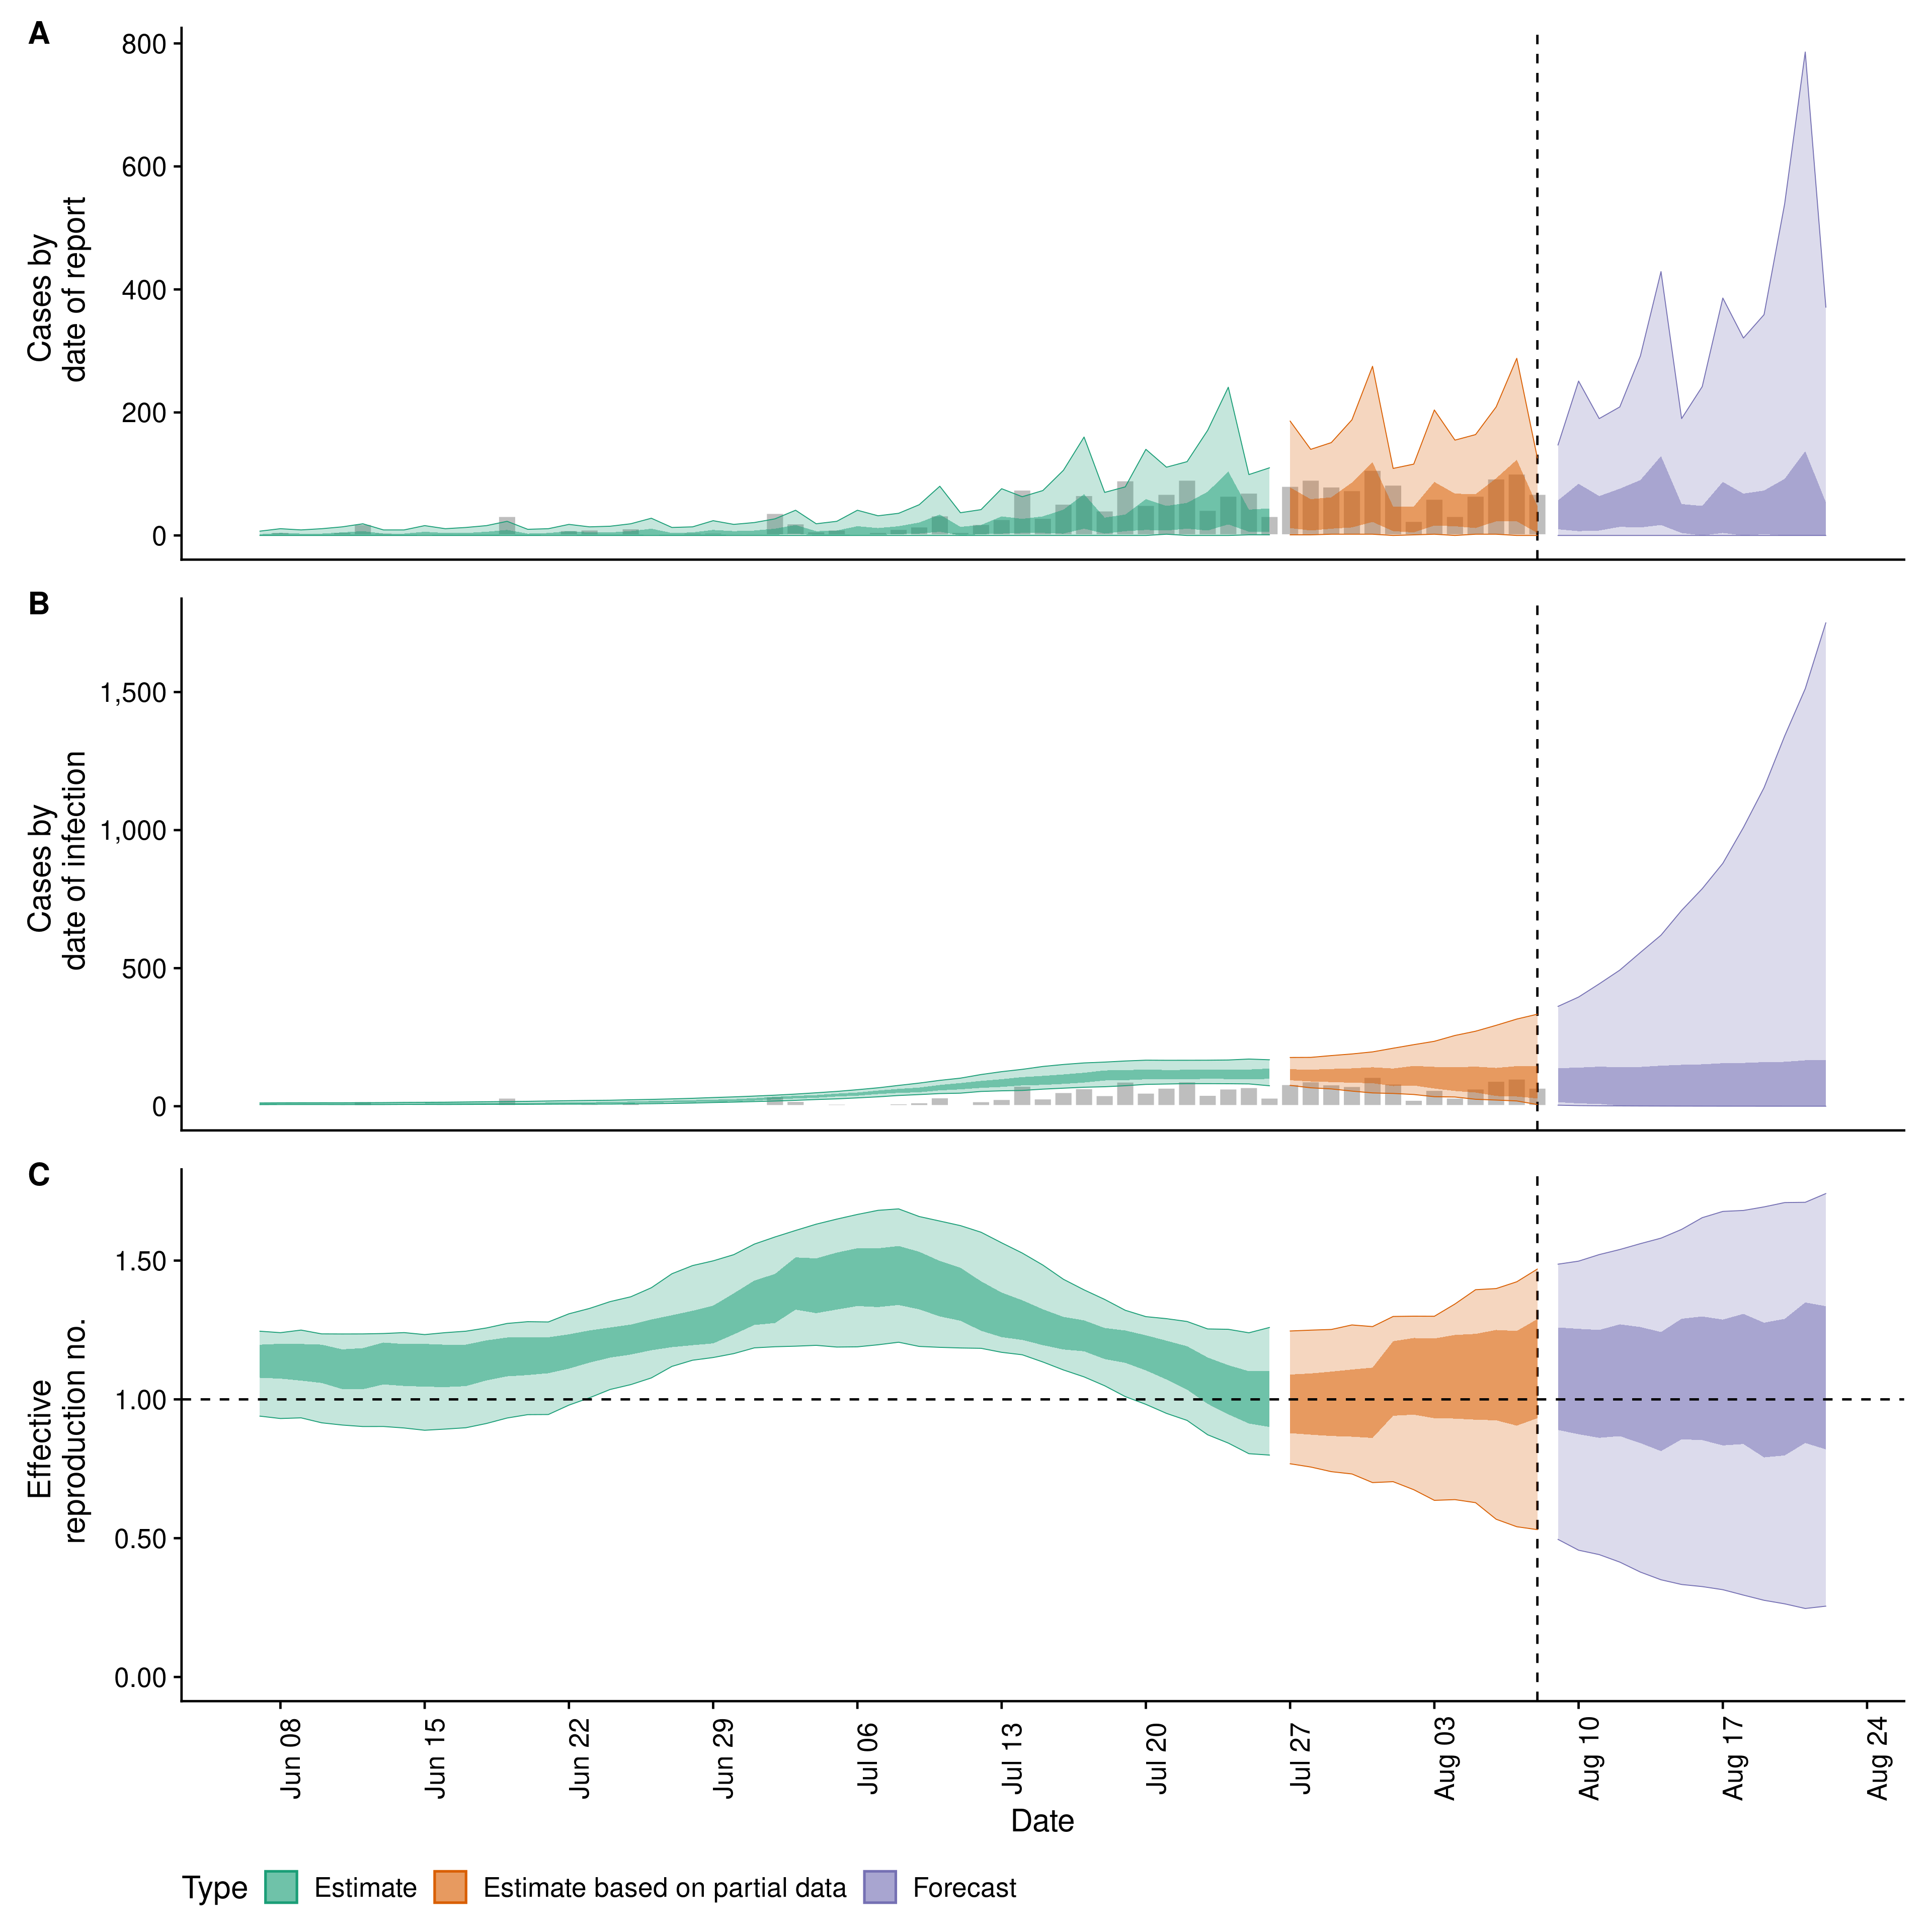 A
800
600
400
200
0
Cases by
date of report
B
1,500
1,000
500
0
Cases by
date of infection
C
1.50
1.00
0.50
0.00
Effective
reproduction no.
Jun 08
Jun 15
Jun 22
Jun 29
Jul 06
Jul 13
Jul 20
Jul 27
Aug 03
Aug 10
Aug 17
Aug 24
Date
Type Estimate Estimate based on partial data Forecast